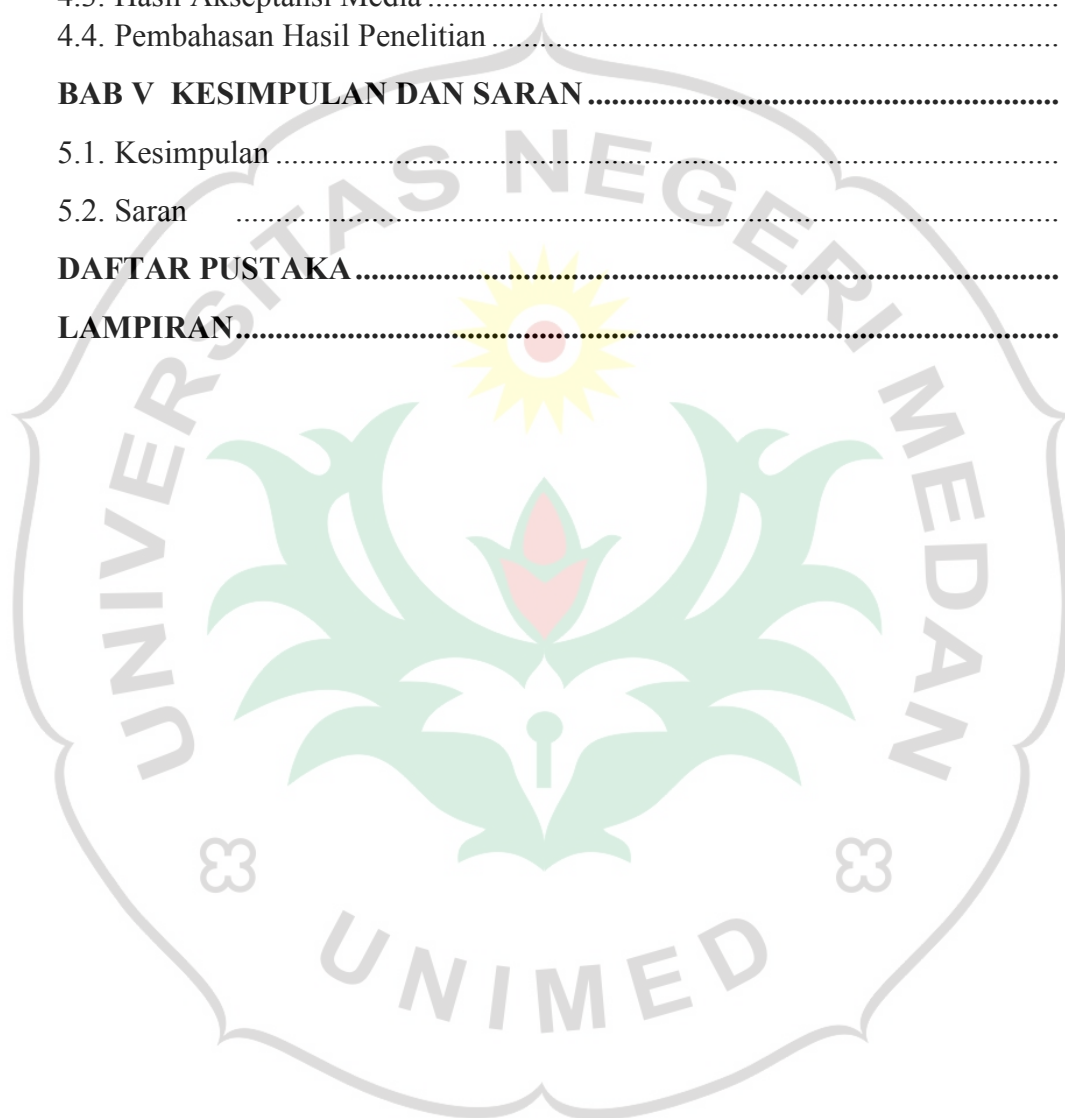 4.3. Hasil Akseptansi Media ................................................................................
4.4. Pembahasan Hasil Penelitian ................................................................................
BAB V KESIMPULAN DAN SARAN ................................................................................
5.1. Kesimpulan ................................................................................
5.2. Saran ................................................................................
DAFTAR PUSTAKA ................................................................................
LAMPIRAN ................................................................................
UNIVERSITAS NEGERI MEDAN
UNIMED